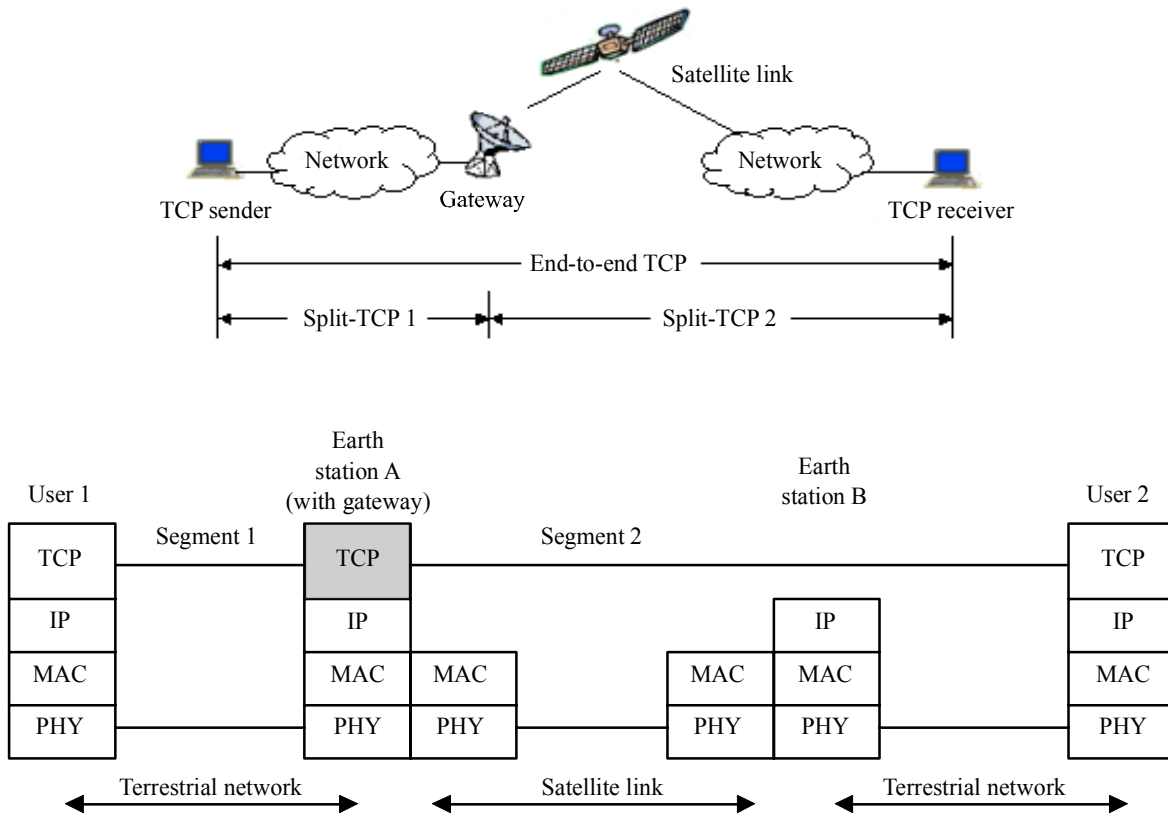 Satellite link
Network
Network
Gateway
TCP sender
TCP receiver
End-to-end TCP
Split-TCP 1
Split-TCP 2
Earth
station A
(with gateway)
Earth
station B
User 1
User 2
Segment 1
Segment 2
TCP
TCP
TCP
IP
IP
IP
IP
MAC
MAC
MAC
MAC
MAC
MAC
PHY
PHY
PHY
PHY
PHY
PHY
Terrestrial network
Satellite link
Terrestrial network